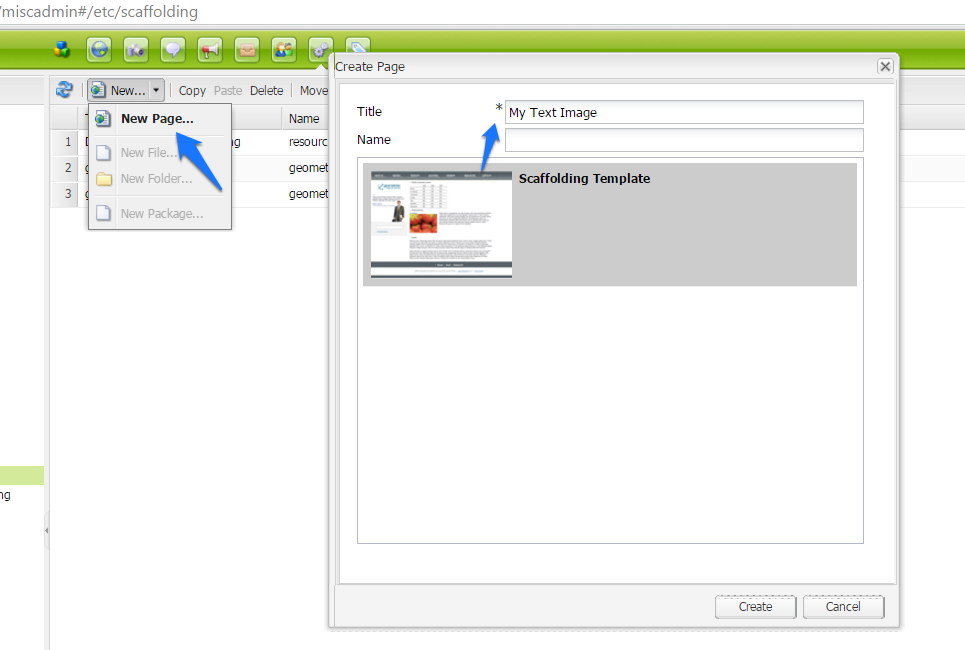 /miscadmin#/etc/scaffolding
Create Page
New...
Copy
Paste
Delete
Move
New Page...
New File...
New Folder...
New Package...
Name
1
ng
resourc
2
geomet
3
geomet
ng
Title
*
My Text Image
Name
Scaffolding Template
Create
Cancel